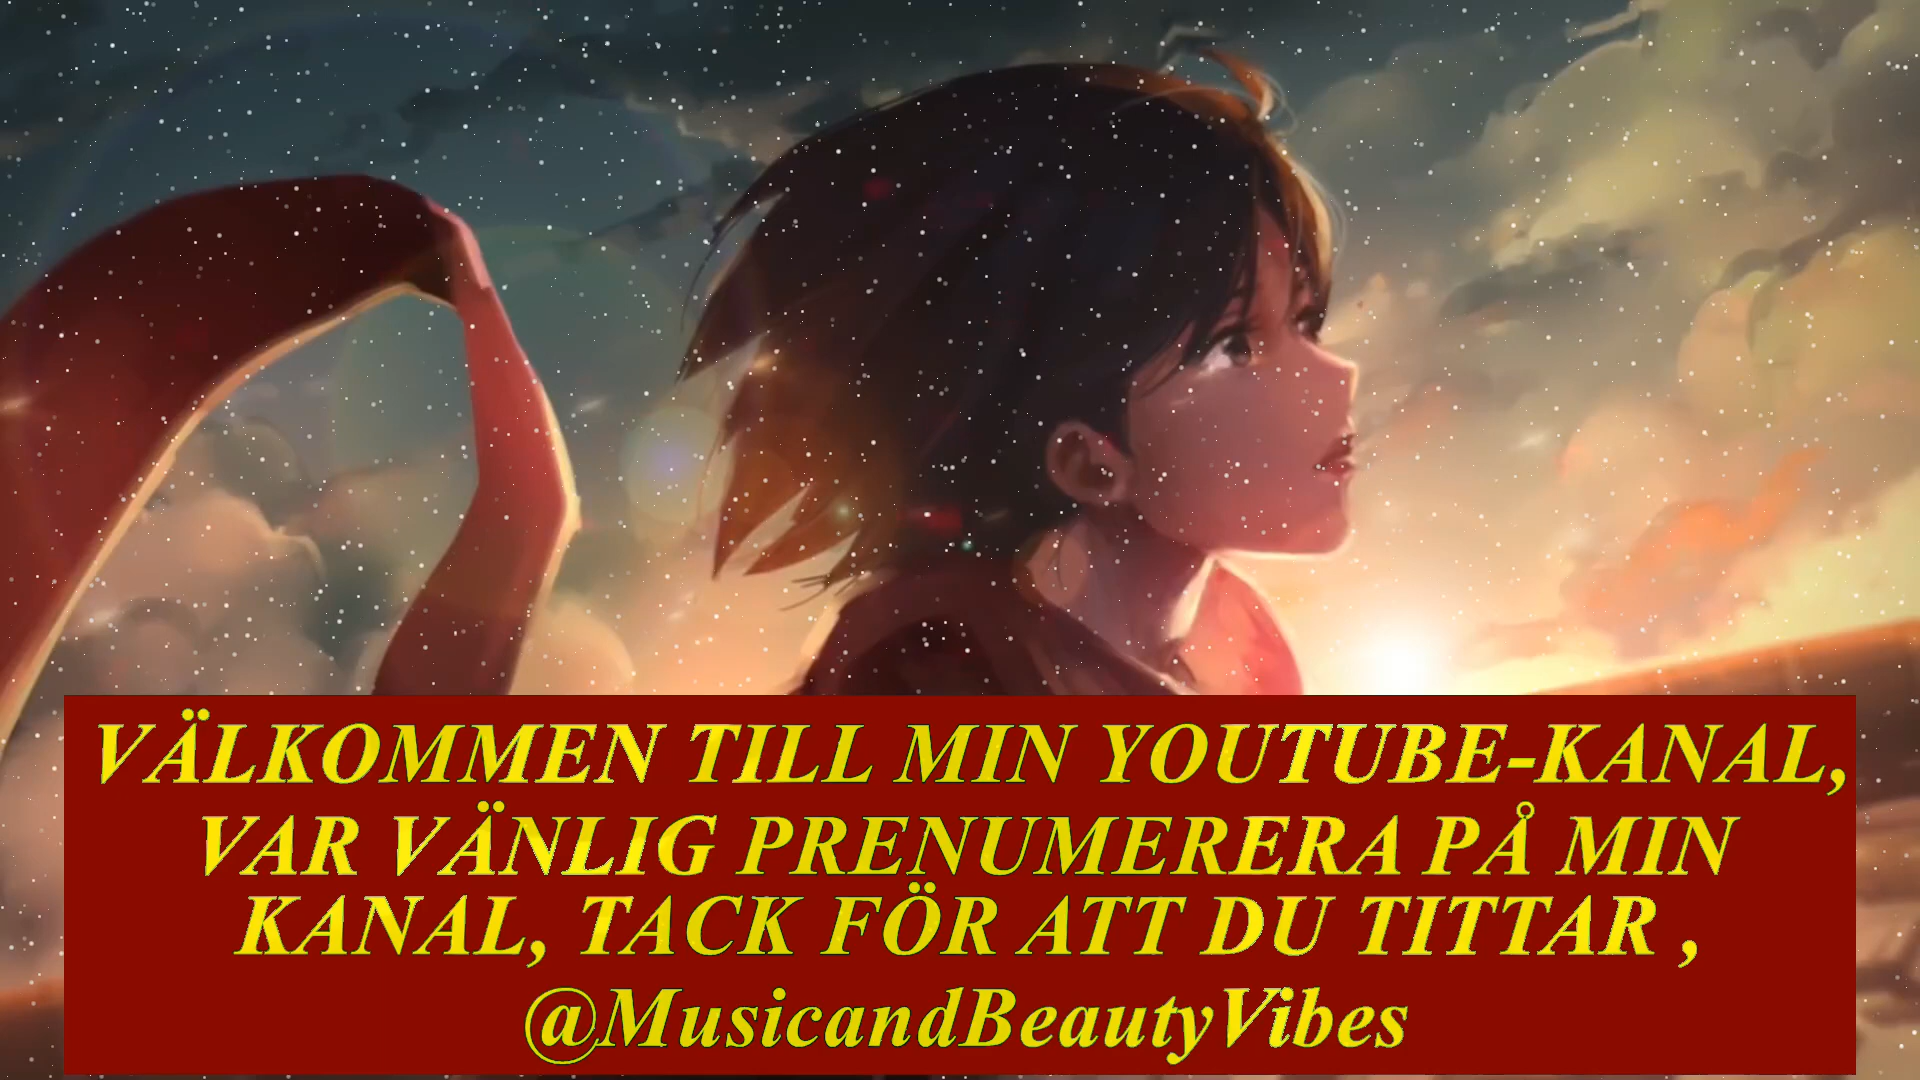 VÄLKOMMEN TILL MIN YOUTUBE-KANAL,
VAR VÄNLIG PRENUMERERA PÅ MIN
KANAL, TACK FÖR ATT DU TITTAR ,
@MusicandBeautyVibes